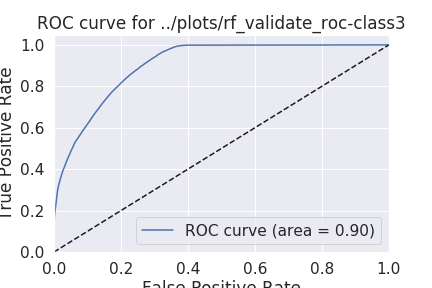 ROC curve for ../plots/rf_validate_roc-class3
True Positive Rate
1.0
0.8
0.6
0.4
0.2
0.0
ROC curve (area = 0.90)
0.0 0.2 0.4 0.6 0.8 1.0
False Positive Rate